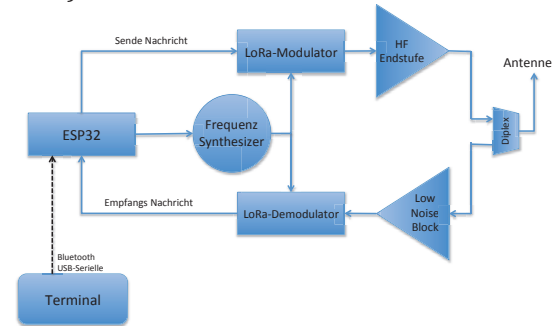 Sende Nachricht
LoRa-Modulator
HF
Endstufe
Antenne
ESP32
Frequenz
Synthesizer
Diplex
Empfangs Nachricht
LoRa-Demodulator
Low
Noise
Block
Bluetooth
USB-Serielle
Terminal